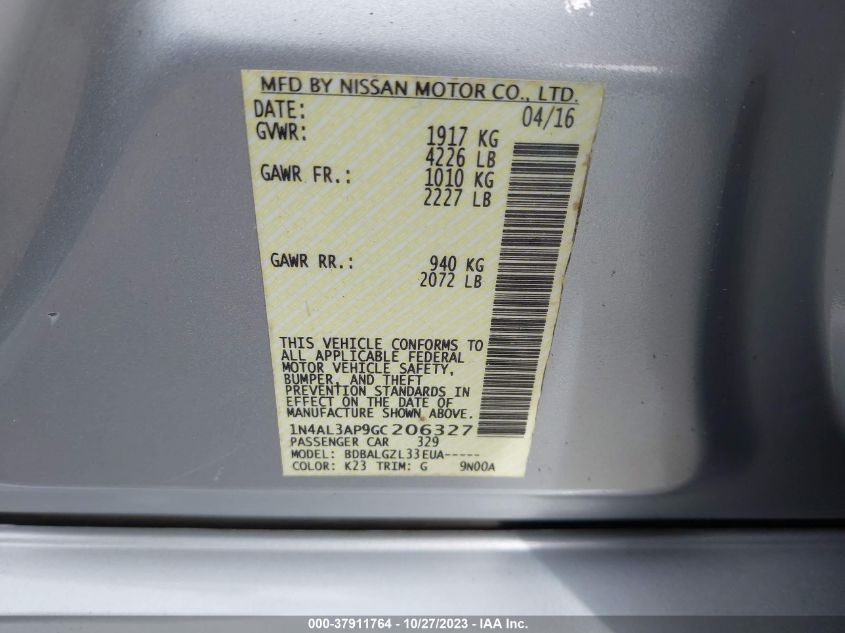 MFD BY NISSAN MOTOR CO., LTD.
DATE: 04/16
GVWR: 1917 KG
4226 LB
GAWR FR.: 1010 KG
2227 LB
GAWR RR.: 940 KG
2072 LB
THIS VEHICLE CONFORMS TO
ALL APPLICABLE FEDERAL
MOTOR VEHICLE SAFETY,
BUMPER, AND THEFT
PREVENTION STANDARDS IN
EFFECT ON THE DATE OF
MANUFACTURE SHOWN ABOVE.
1N4AL3AP9GC206327
PASSENGER CAR 329
MODEL: BDBALGZL33EUA-----
COLOR: K23 TRIM: G 9N00A
000-37911764 - 10/27/2023 - IAA Inc.